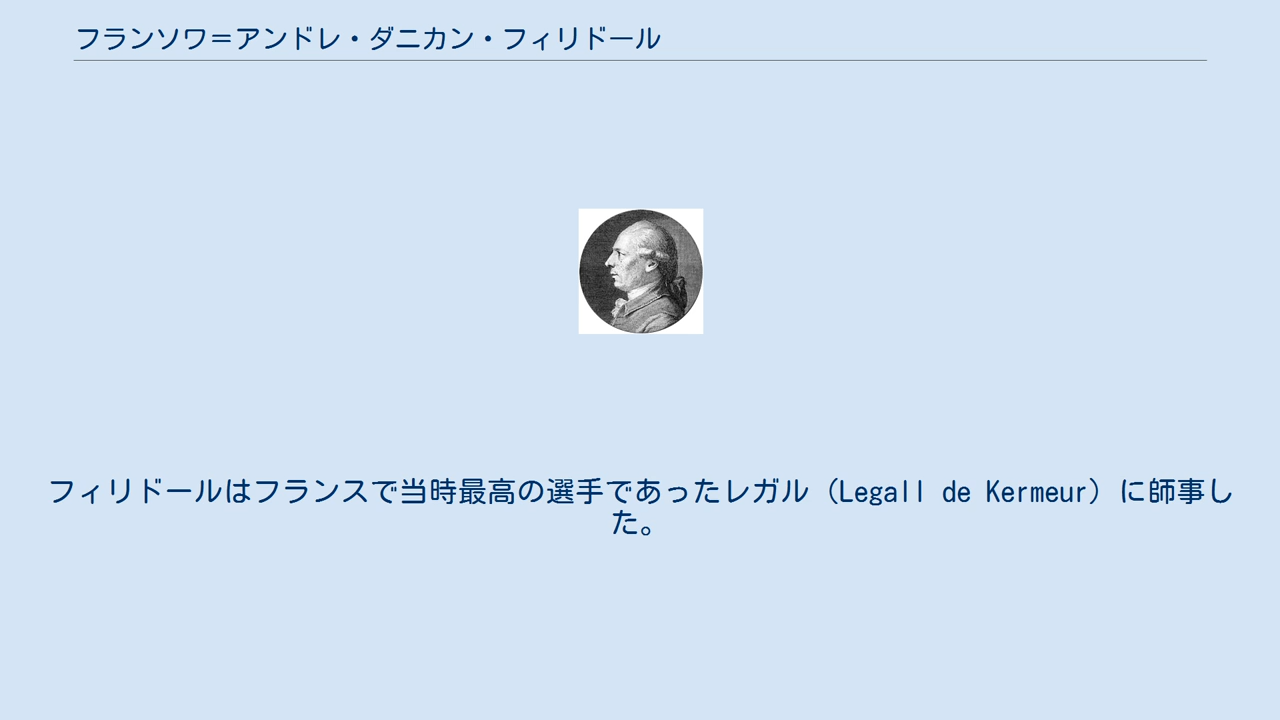 フランソワ＝アンドレ・ダニカン・フィリドール
フィリドールはフランスで当時最高の選手であったレガル（Legall de Kermeur）に師事し
た。